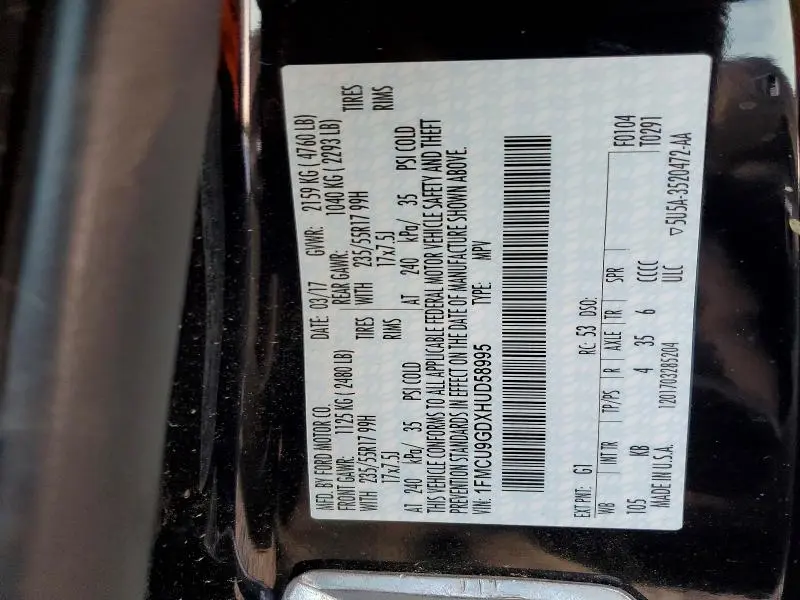 MFD. BY FORD MOTOR CO.
DATE: 03/17 GVWR: 2159 KG ( 4760 LB)
FRONT GAWR: 1125 KG ( 2480 LB) REAR GAWR: 1040 KG ( 2293 LB)
WITH 235/55R17 99H TIRES WITH 235/55R17 99H TIRES
17x7.5J RIMS 17x7.5J RIMS
AT 240 kPa/ 35 PSI COLD AT 240 kPa/ 35 PSI COLD
THIS VEHICLE CONFORMS TO ALL APPLICABLE FEDERAL MOTOR VEHICLE SAFETY AND THEFT
PREVENTION STANDARDS IN EFFECT ON THE DATE OF MANUFACTURE SHOWN ABOVE.
VIN: 1FMCU9GDXHUD58995 TYPE: MPV
F0104
EXT PNT: G1 RC: 53 DSO: T0291
WB INT TR TP/PS R AXLE TR SPR
105 KB 4 35 6 CCCC
MADE IN U.S.A. 1201703285204 ULC
▽5U5A-3520472-AA